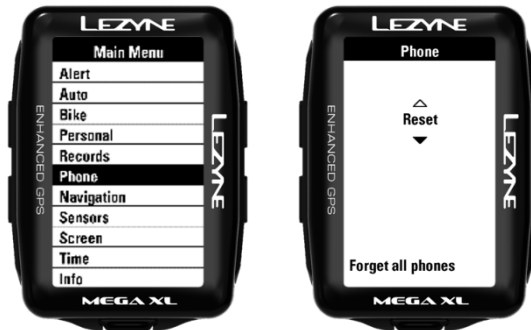 LEZYNE
Main Menu
Alert
Auto
Bike
Personal
Records
Phone
Navigation
Sensors
Screen
Time
Info
ENHANCED GPS
LEZYNE
MEGA XL
LEZYNE
Phone
Reset
Forget all phones
ENHANCED GPS
LEZYNE
MEGA XL